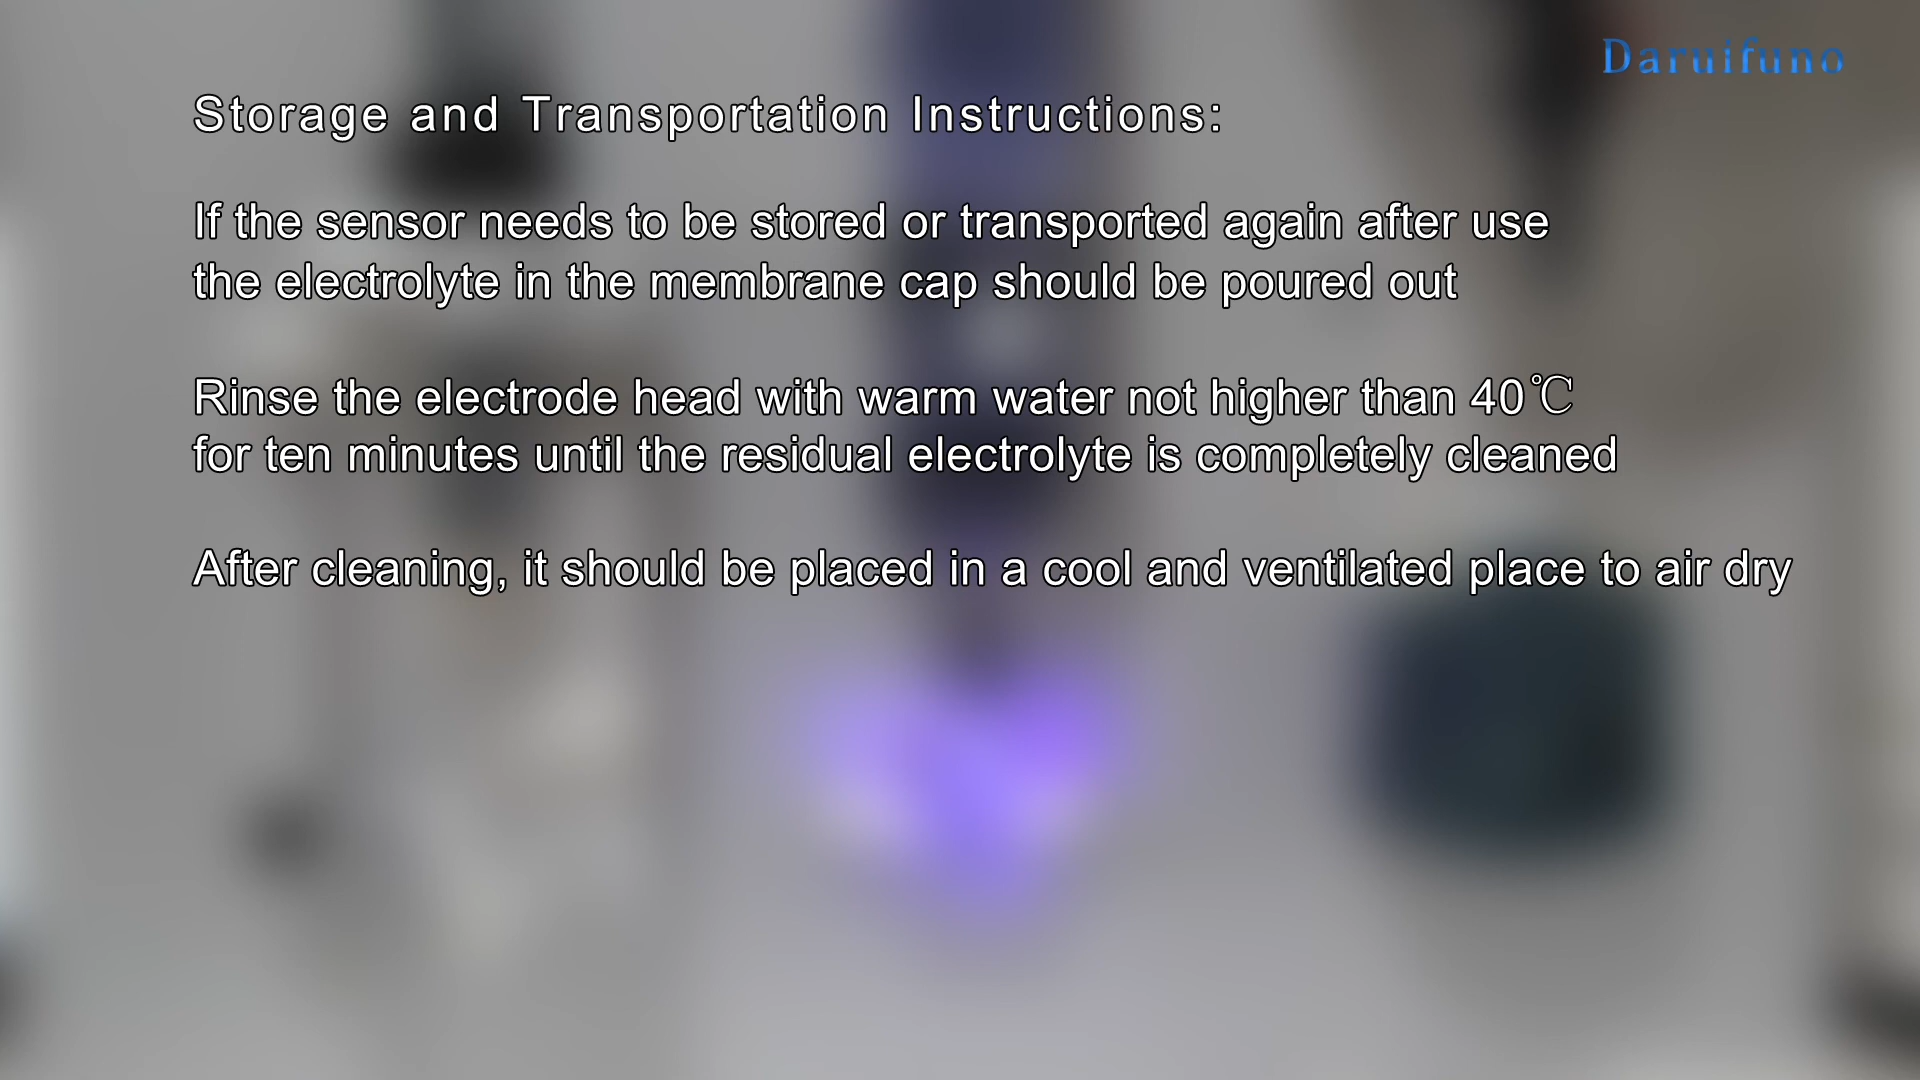 Daruifuno
Storage and Transportation Instructions:
If the sensor needs to be stored or transported again after use
the electrolyte in the membrane cap should be poured out
Rinse the electrode head with warm water not higher than 40℃
for ten minutes until the residual electrolyte is completely cleaned
After cleaning, it should be placed in a cool and ventilated place to air dry